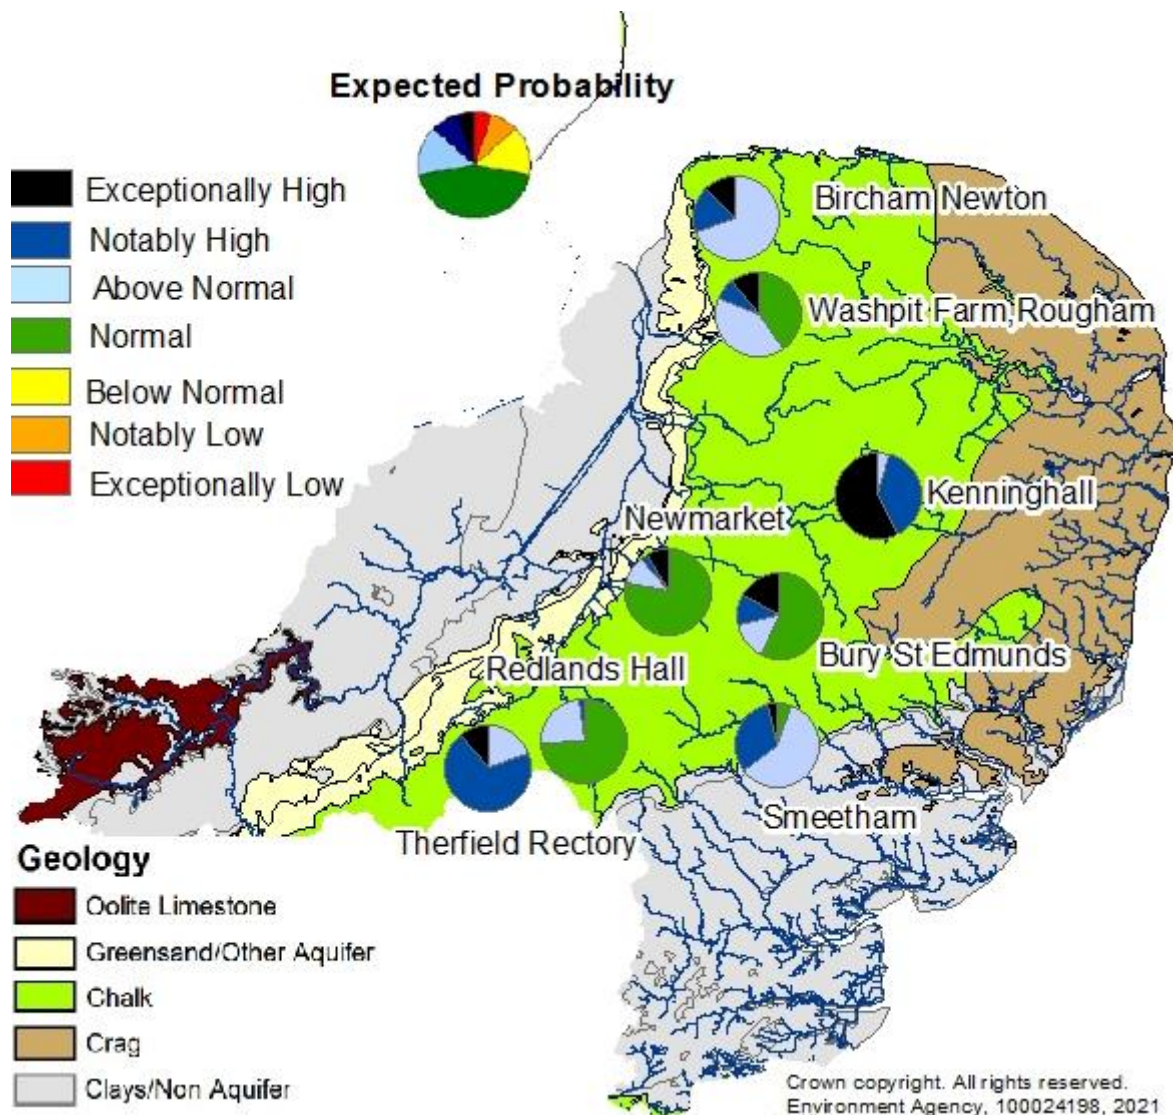 Expected Probability
Exceptionally High
Notably High
Above Normal
Normal
Below Normal
Notably Low
Exceptionally Low
Bircham Newton
Washpit Farm,Rougham
Kenninghall
Newmarket
Bury St Edmunds
Redlands Hall
Smeetham
Therfield Rectory
Geology
Oolite Limestone
Greensand/Other Aquifer
Chalk
Crag
Clays/Non Aquifer
Crown copyright. All rights reserved.
Environment Agency, 100024198, 2021